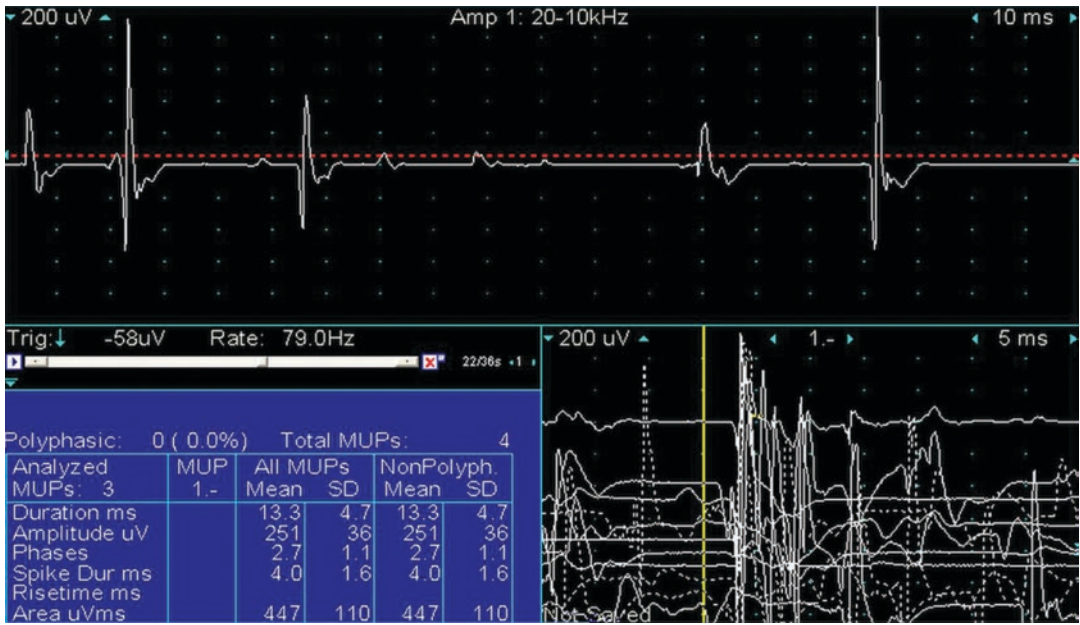 200 uV Amp 1: 20-10kHz 10 ms
Trig: -58uV Rate: 79.0Hz
22/36s 1
Polyphasic: 0 ( 0.0%) Total MUPs: 4
Analyzed MUP All MUPs NonPolyph.
MUPs: 3 1.- Mean SD Mean SD
Duration ms 13.3 4.7 13.3 4.7
Amplitude uV 251 36 251 36
Phases 2.7 1.1 2.7 1.1
Spike Dur ms 4.0 1.6 4.0 1.6
Risetime ms
Area uVms 447 110 447 110
200 uV 1.- 5 ms
Not Saved